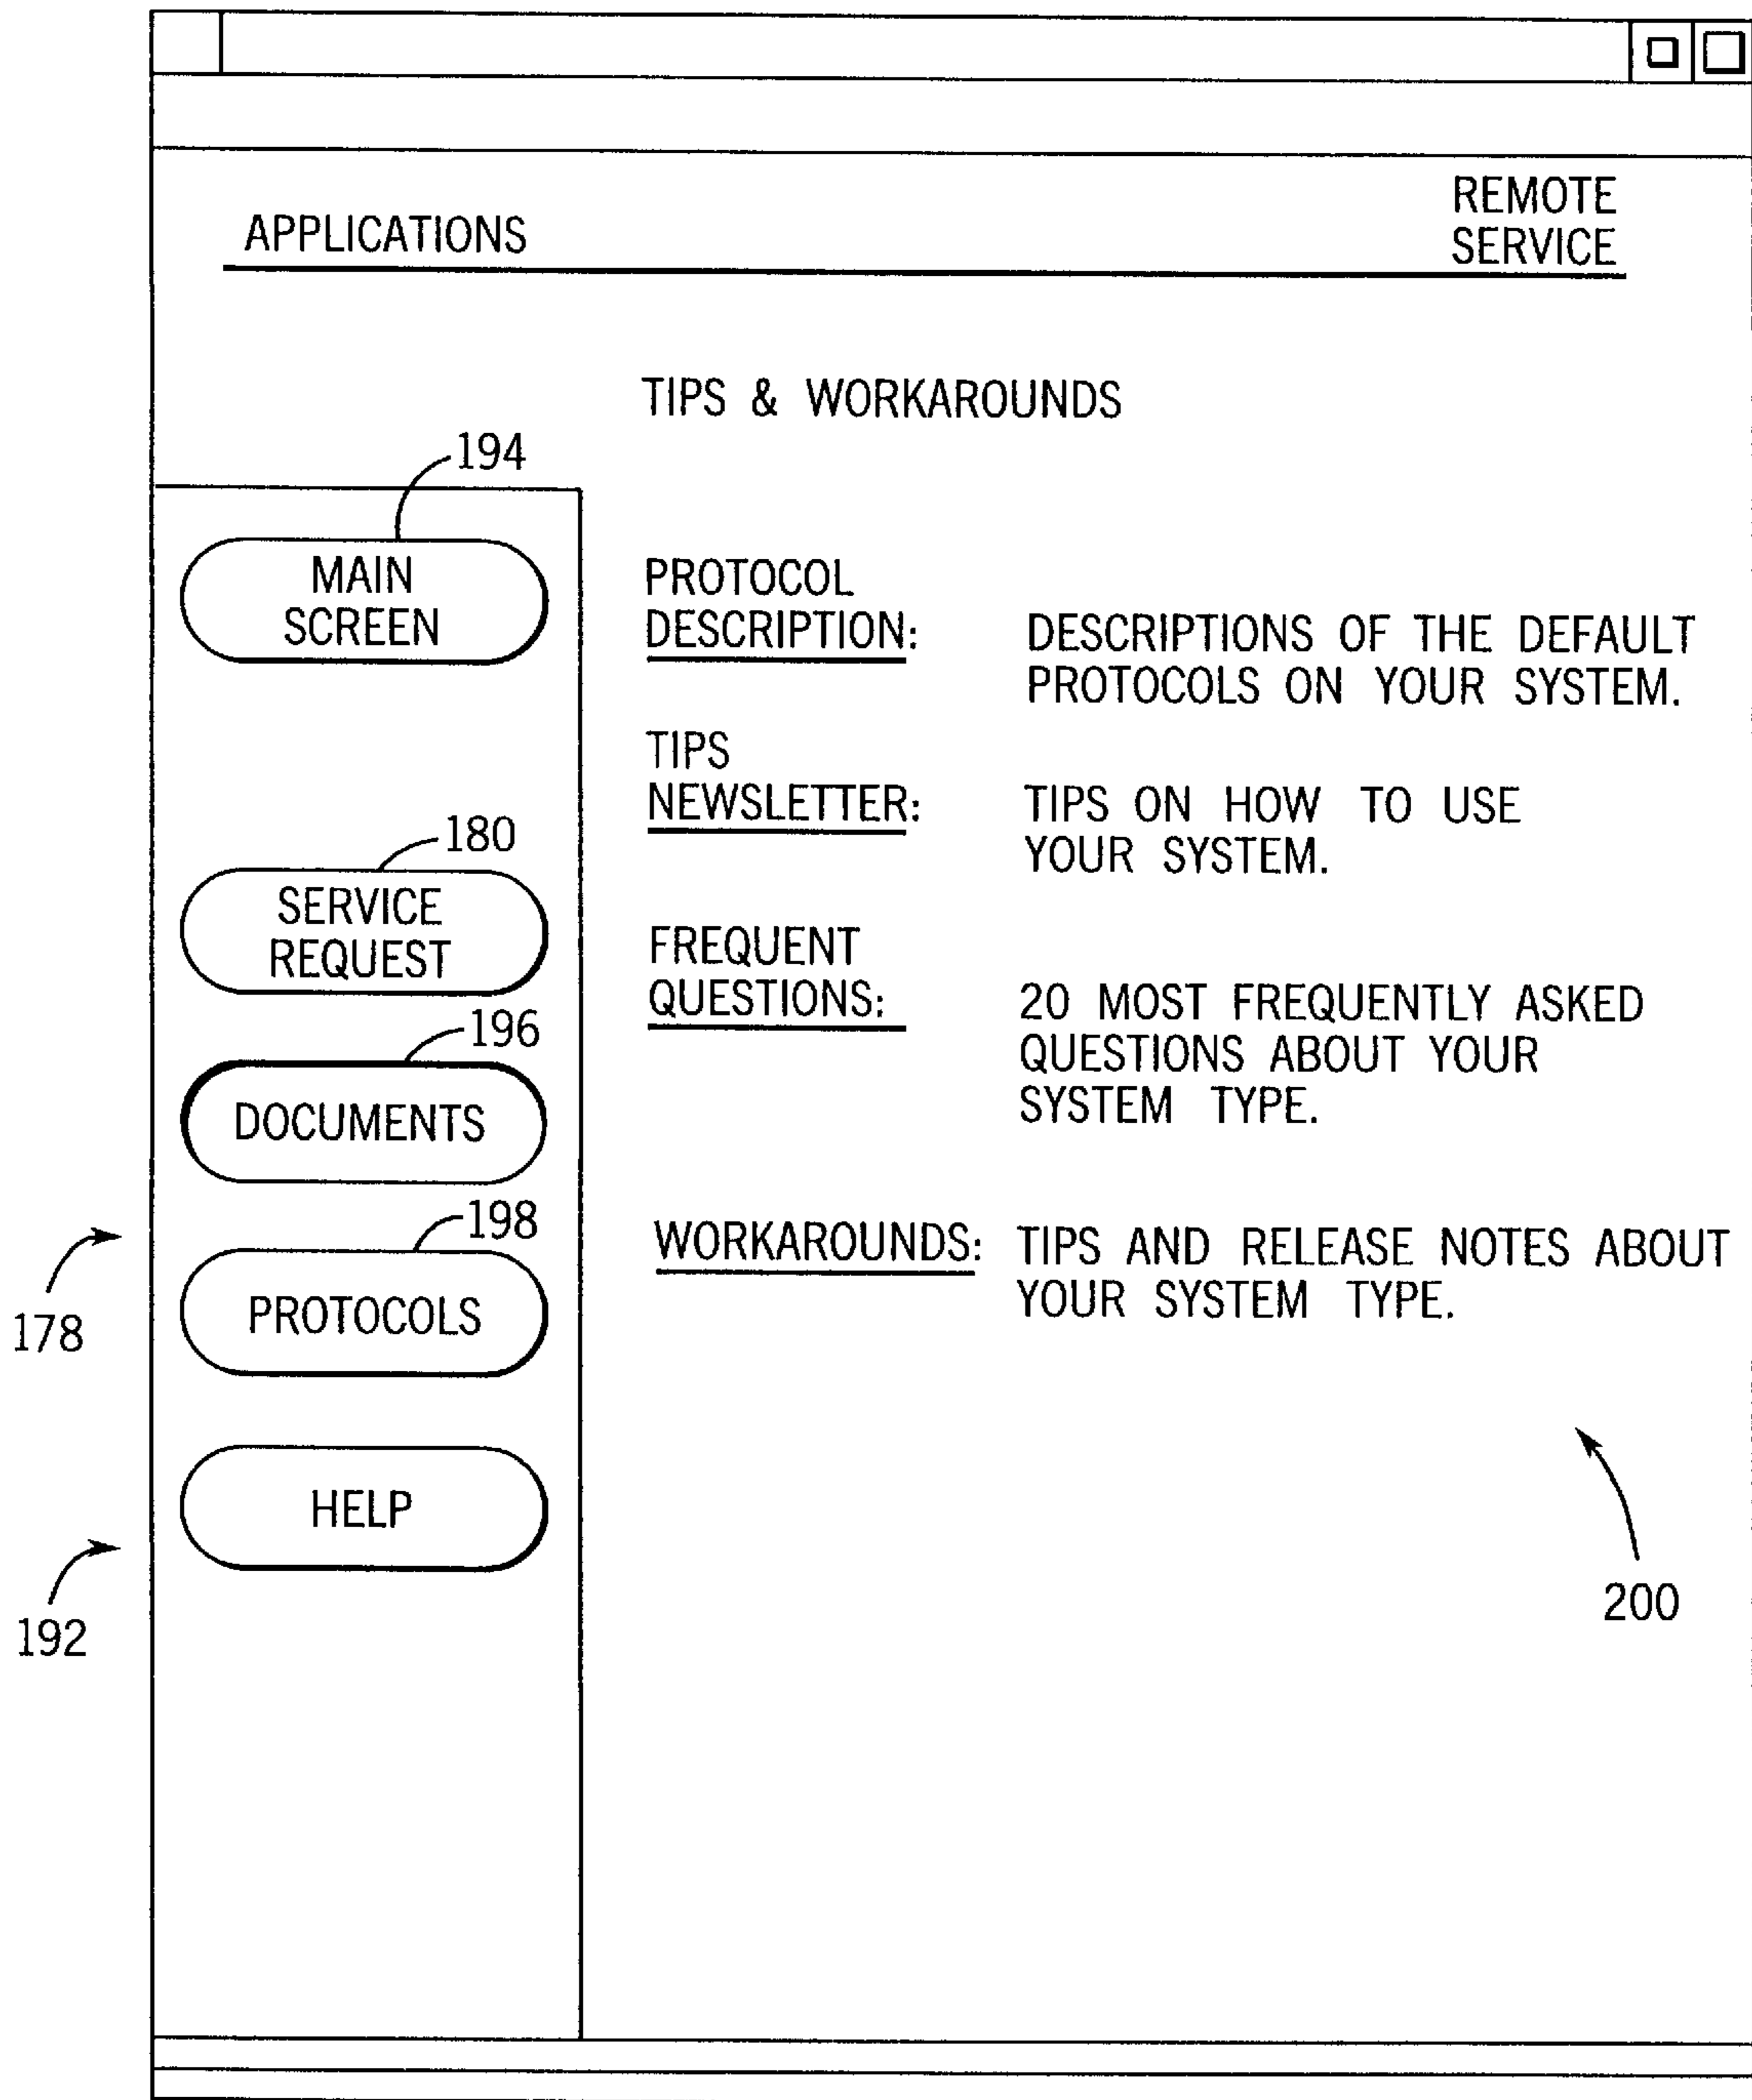 APPLICATIONS
REMOTE
SERVICE
TIPS & WORKAROUNDS
194
MAIN
SCREEN
180
SERVICE
REQUEST
196
DOCUMENTS
198
PROTOCOLS
HELP
178
192
PROTOCOL
DESCRIPTION:
DESCRIPTIONS OF THE DEFAULT
PROTOCOLS ON YOUR SYSTEM.
TIPS
NEWSLETTER:
TIPS ON HOW TO USE
YOUR SYSTEM.
FREQUENT
QUESTIONS:
20 MOST FREQUENTLY ASKED
QUESTIONS ABOUT YOUR
SYSTEM TYPE.
WORKAROUNDS:
TIPS AND RELEASE NOTES ABOUT
YOUR SYSTEM TYPE.
200